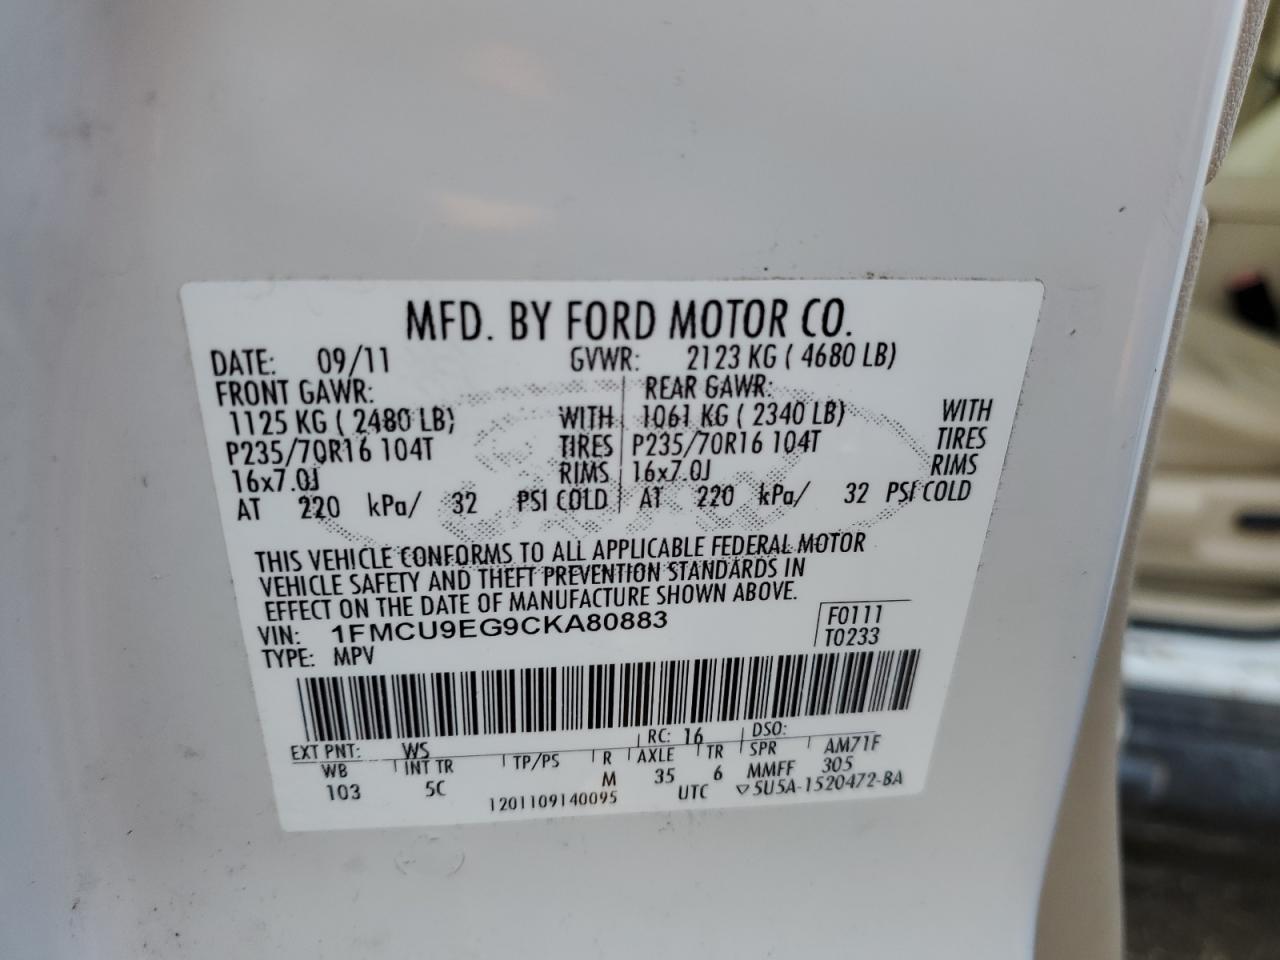 MFD. BY FORD MOTOR CO.
DATE: 09/11 GVWR: 2123 KG ( 4680 LB)
FRONT GAWR: REAR GAWR:
1125 KG ( 2480 LB) WITH 1061 KG ( 2340 LB) WITH
P235/70R16 104T TIRES P235/70R16 104T TIRES
16x7.0J RIMS 16x7.0J RIMS
AT 220 kPa/ 32 PSI COLD AT 220 kPa/ 32 PSI COLD
THIS VEHICLE CONFORMS TO ALL APPLICABLE FEDERAL MOTOR
VEHICLE SAFETY AND THEFT PREVENTION STANDARDS IN
EFFECT ON THE DATE OF MANUFACTURE SHOWN ABOVE.
VIN: 1FMCU9EG9CKA80883 F0111
TYPE: MPV T0233
EXT PNT: WS RC: 16 DSO:
WB INT TR TP/PS R AXLE TR SPR AM71F
103 5C M 35 6 MMFF 305
1201109140095 UTC ▽5U5A-1520472-BA